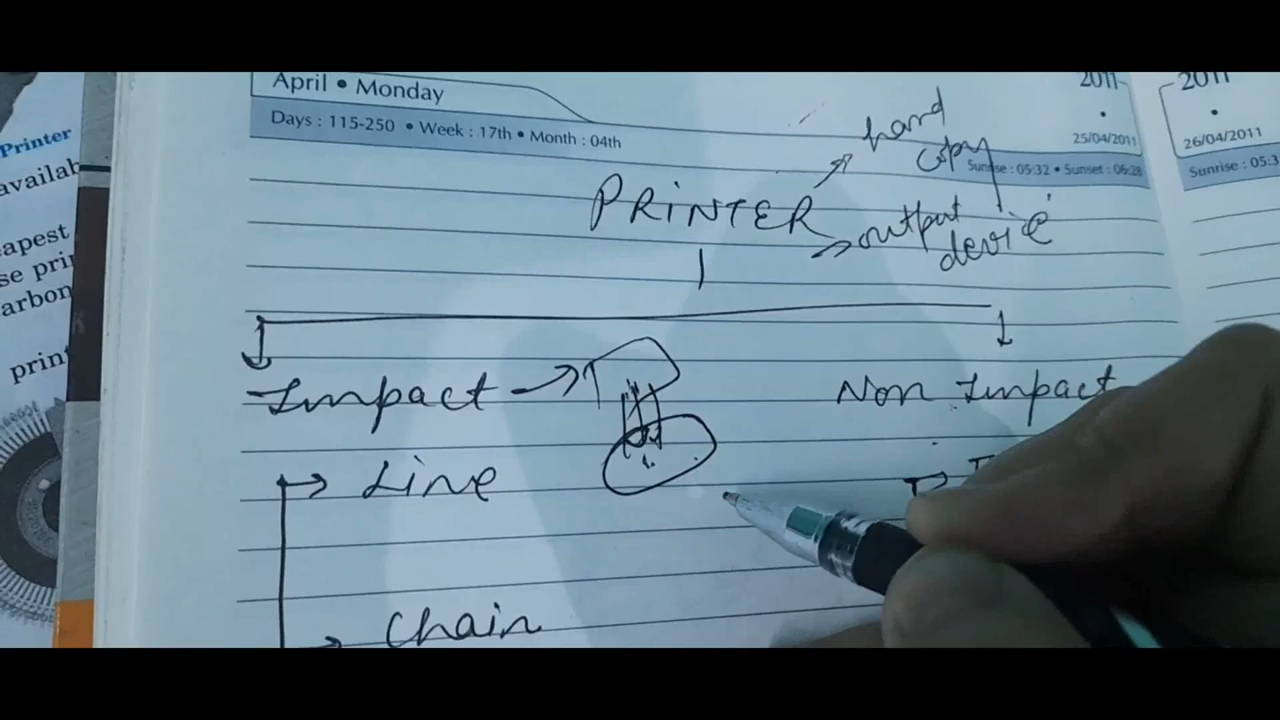 Printer
availab
eapest
se pri
arbon
print
April • Monday
Days : 115-250 • Week : 17th • Month : 04th
2011
25/04/2011
Sunrise : 05:32 • Sunset : 06:28
2011
26/04/2011
Sunrise : 05:3
hard
copy
PRINTER
output
device
Impact
Non Impact
Line
Chain